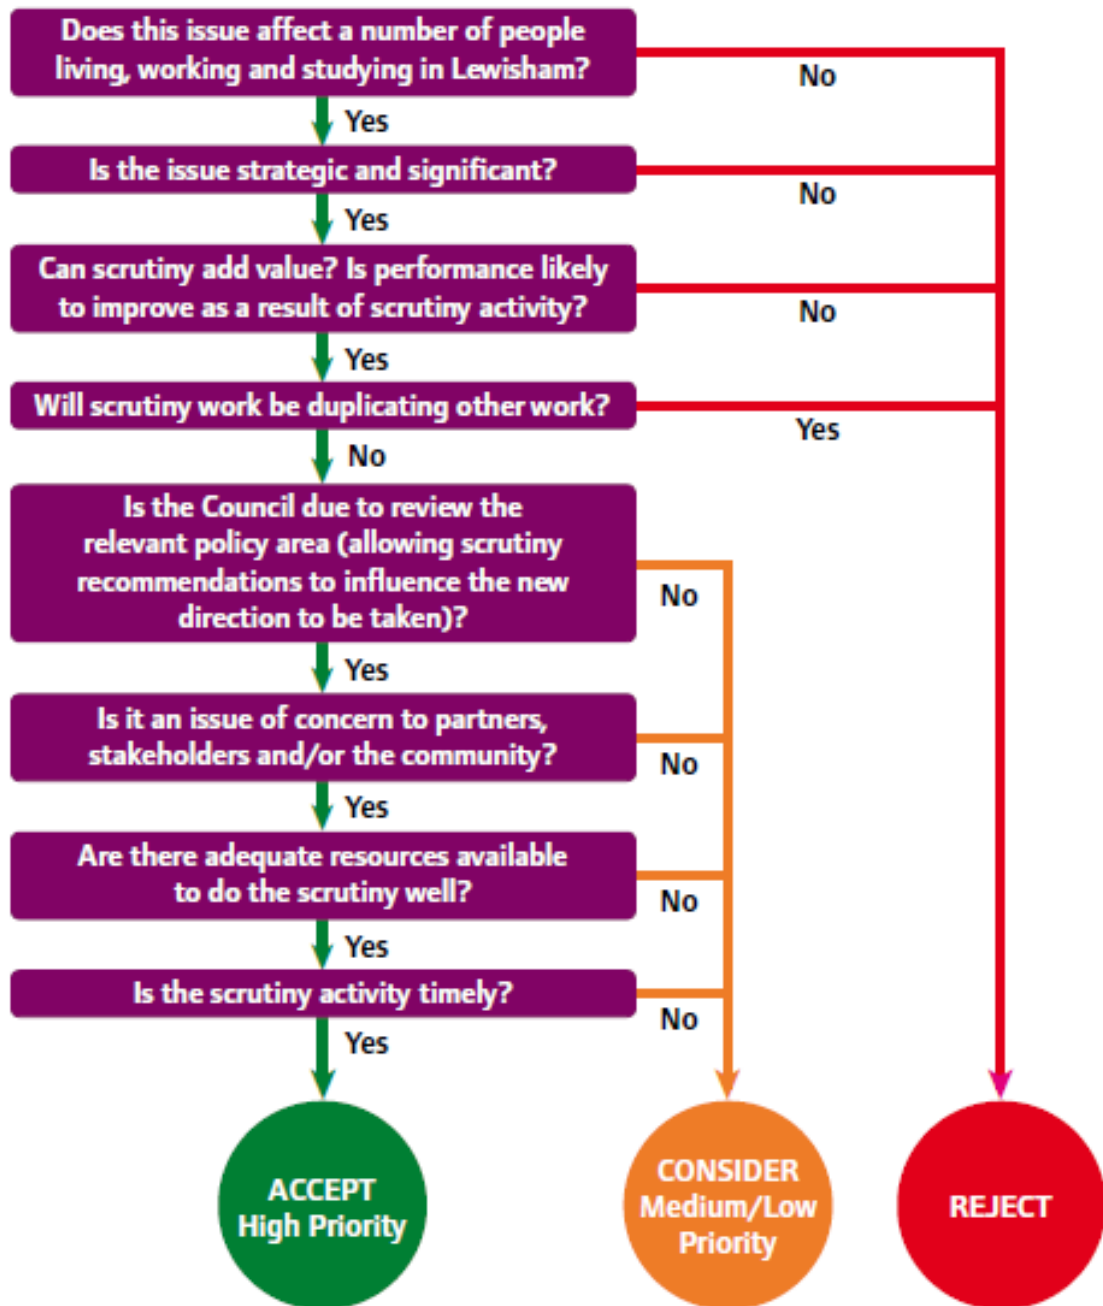 Does this issue affect a number of people
living, working and studying in Lewisham?
No
Yes
Is the issue strategic and significant?
No
Yes
Can scrutiny add value? Is performance likely
to improve as a result of scrutiny activity?
No
Yes
Will scrutiny work be duplicating other work?
Yes
No
Is the Council due to review the
relevant policy area (allowing scrutiny
recommendations to influence the new
direction to be taken)?
No
Yes
Is it an issue of concern to partners,
stakeholders and/or the community?
No
Yes
Are there adequate resources available
to do the scrutiny well?
No
Yes
Is the scrutiny activity timely?
No
Yes
ACCEPT
High Priority
CONSIDER
Medium/Low
Priority
REJECT